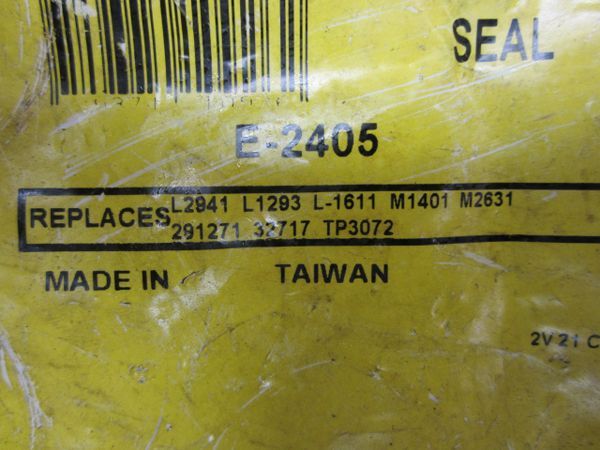 SEAL
E-2405
REPLACES L2941 L1293 L-1611 M1401 M2631
291271 32717 TP3072
MADE IN TAIWAN
2V 21 C